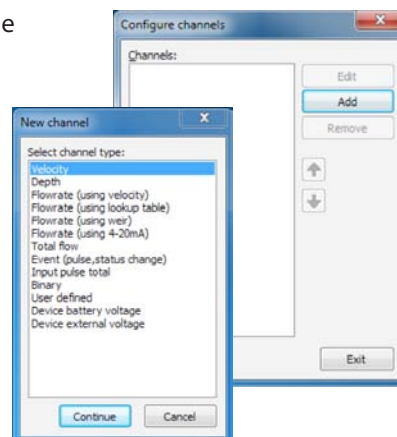 e
Configure channels
Channels:
Edit
Add
Remove
New channel
Select channel type:
Velocity
Depth
Flowrate (using velocity)
Flowrate (using lookup table)
Flowrate (using weir)
Flowrate (using 4-20mA)
Total flow
Event (pulse,status change)
Input pulse total
Binary
User defined
Device battery voltage
Device external voltage
Continue
Cancel
Exit